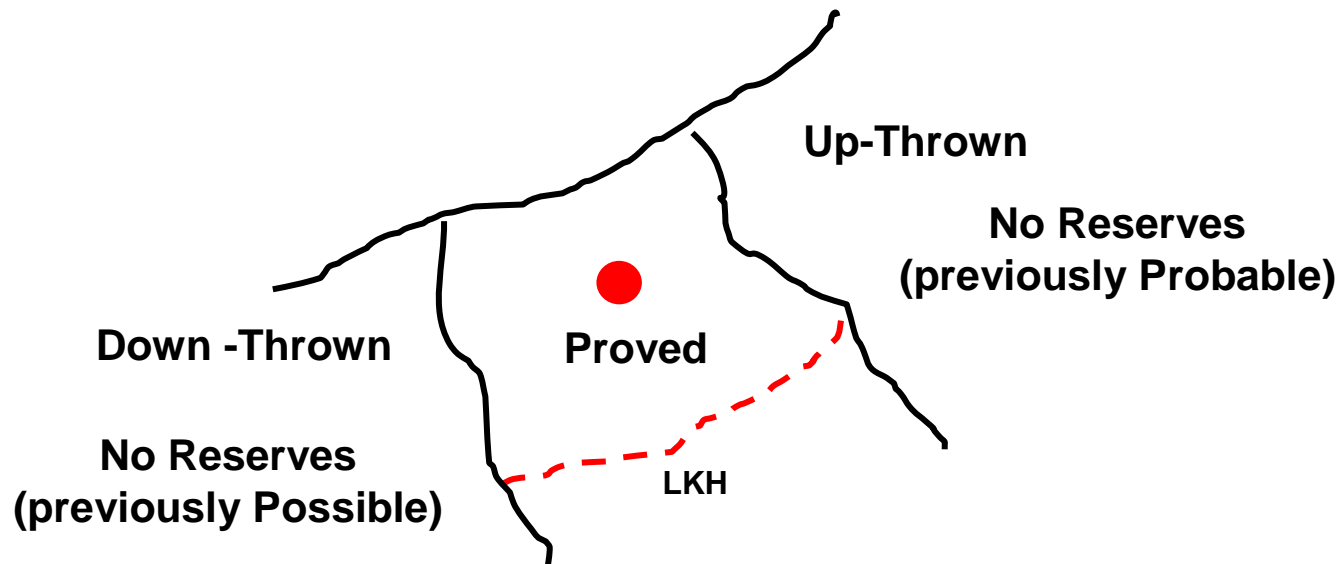 Up-Thrown
No Reserves
(previously Probable)
Down -Thrown
Proved
No Reserves
(previously Possible)
LKH